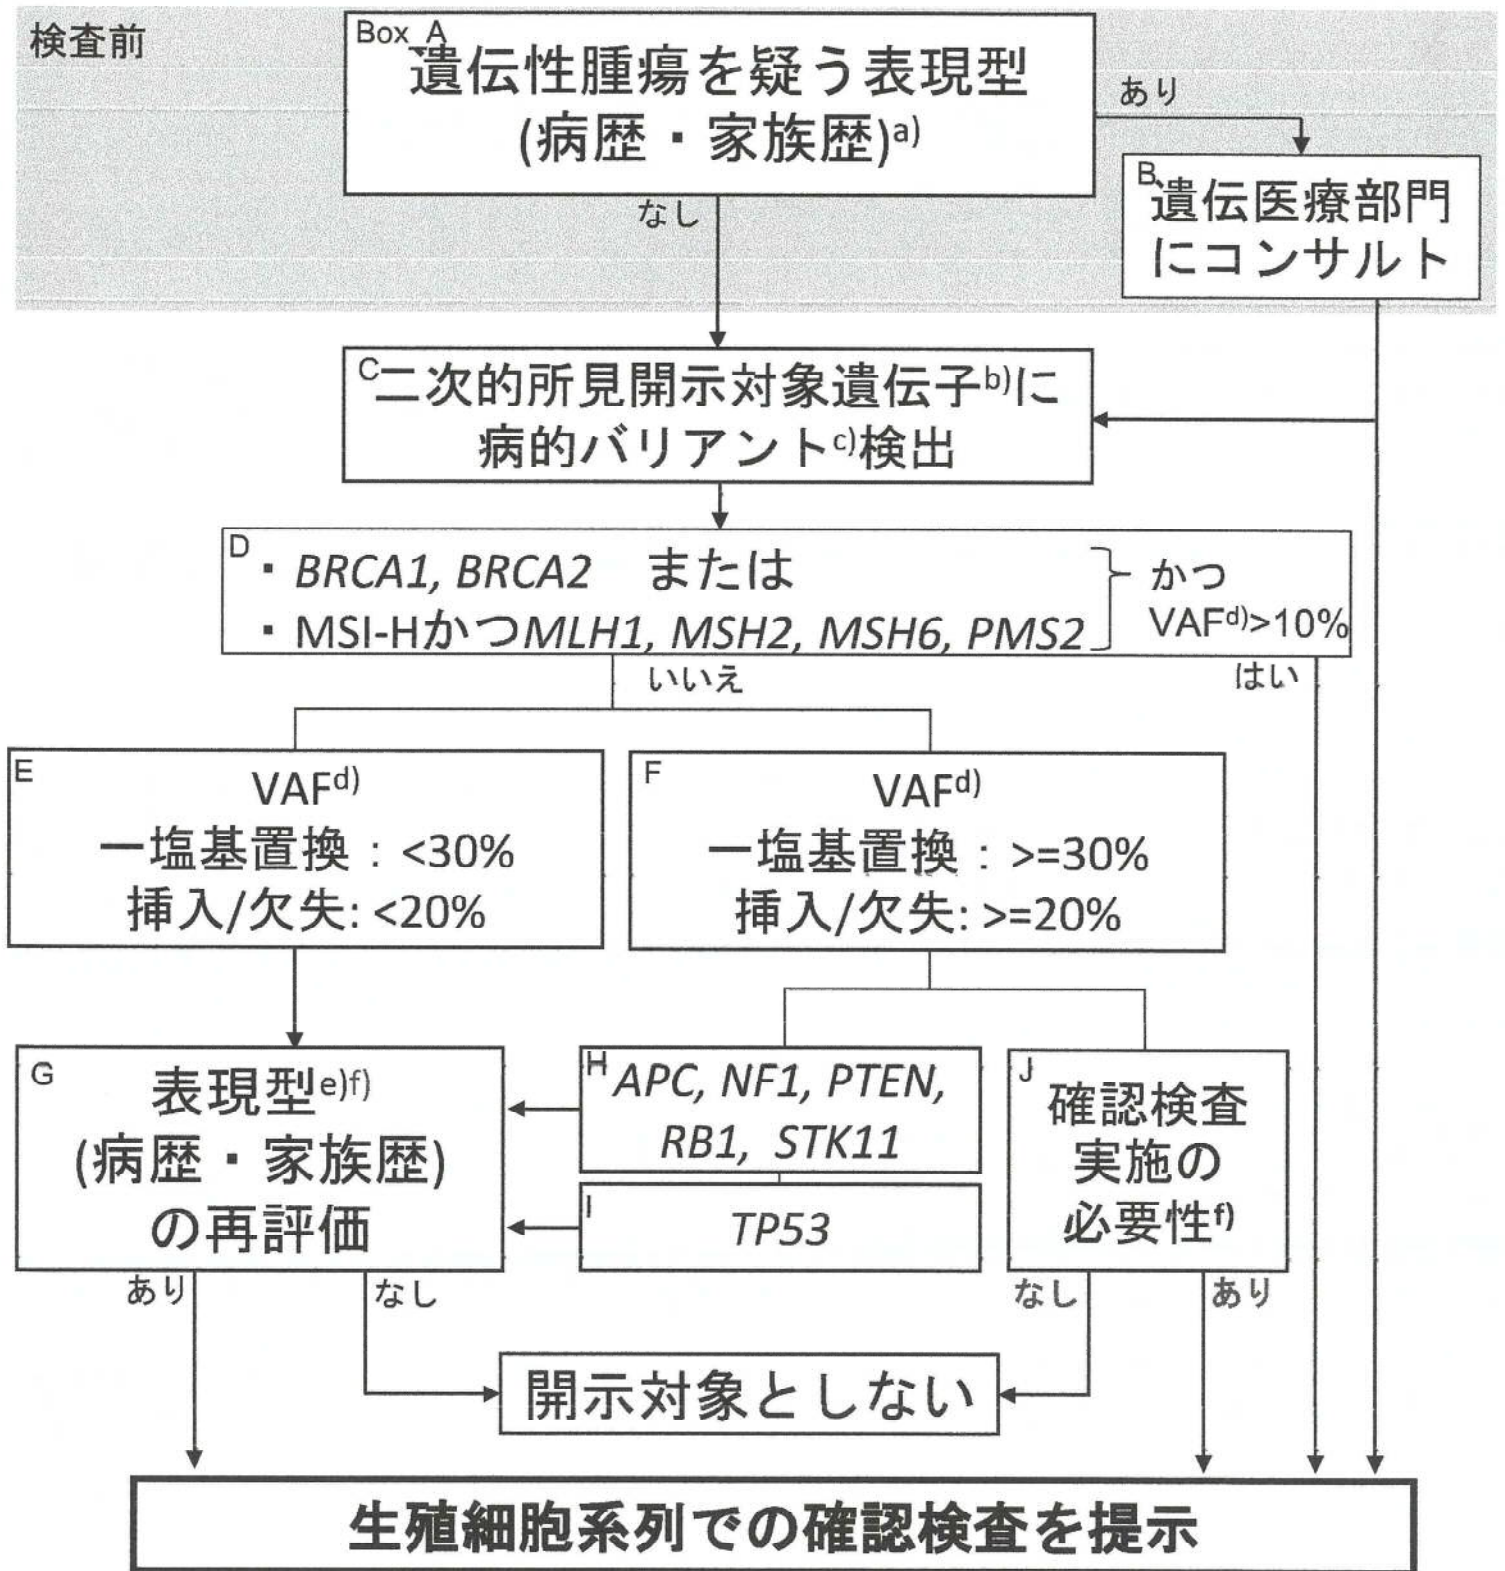 検査前
Box A
遺伝性腫瘍を疑う表現型
(病歴・家族歴)a)
あり
なし
B
遺伝医療部門
にコンサルト
C
二次的所見開示対象遺伝子b)に
病的バリアントc)検出
D
・BRCA1, BRCA2 または
・MSI-HかつMLH1, MSH2, MSH6, PMS2
かつ
VAFd)>10%
いいえ
はい
E
VAFd)
一塩基置換:<30%
挿入/欠失: <20%
F
VAFd)
一塩基置換:>=30%
挿入/欠失: >=20%
G
表現型e)f)
(病歴・家族歴)
の再評価
H
APC, NF1, PTEN,
RB1, STK11
I
TP53
J
確認検査
実施の
必要性f)
あり
なし
なし
あり
開示対象としない
生殖細胞系列での確認検査を提示